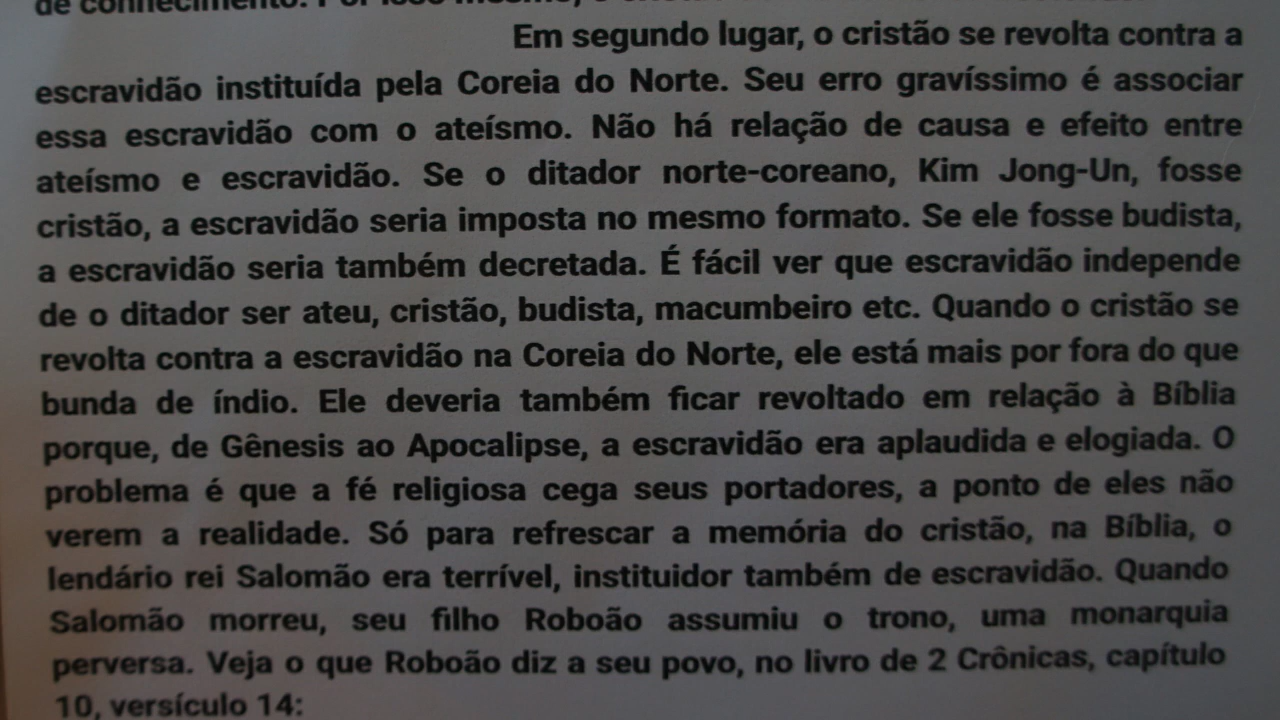 de conhecimento. Por isso mesmo, o
Em segundo lugar, o cristão se revolta contra a
escravidão instituída pela Coreia do Norte. Seu erro gravíssimo é associar
essa escravidão com o ateísmo. Não há relação de causa e efeito entre
ateísmo e escravidão. Se o ditador norte-coreano, Kim Jong-Un, fosse
cristão, a escravidão seria imposta no mesmo formato. Se ele fosse budista,
a escravidão seria também decretada. É fácil ver que escravidão independe
de o ditador ser ateu, cristão, budista, macumbeiro etc. Quando o cristão se
revolta contra a escravidão na Coreia do Norte, ele está mais por fora do que
bunda de índio. Ele deveria também ficar revoltado em relação à Bíblia
porque, de Gênesis ao Apocalipse, a escravidão era aplaudida e elogiada. O
problema é que a fé religiosa cega seus portadores, a ponto de eles não
verem a realidade. Só para refrescar a memória do cristão, na Bíblia, o
lendário rei Salomão era terrível, instituidor também de escravidão. Quando
Salomão morreu, seu filho Roboão assumiu o trono, uma monarquia
perversa. Veja o que Roboão diz a seu povo, no livro de 2 Crônicas, capítulo
10, versículo 14: